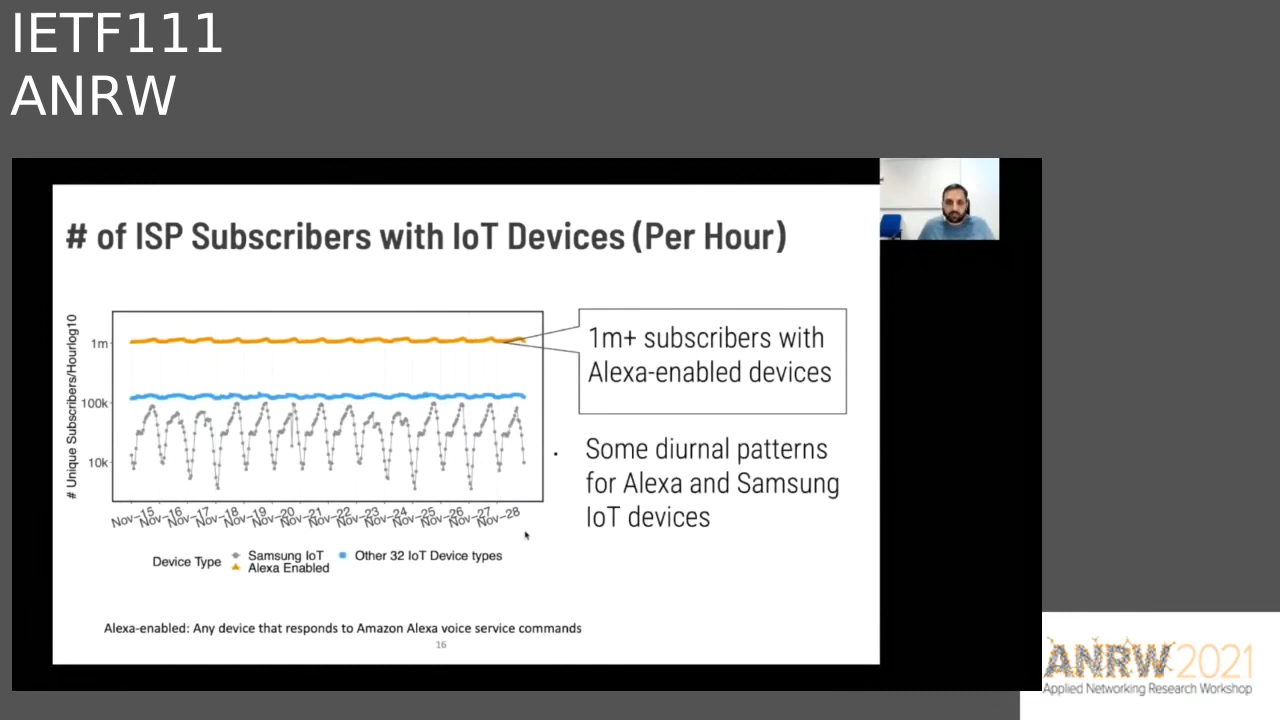 IETF111
ANRW
# of ISP Subscribers with IoT Devices (Per Hour)
# Unique Subscribers/Hourlog10
1m
100k
10k
Nov-15
Nov-16
Nov-17
Nov-18
Nov-19
Nov-20
Nov-21
Nov-22
Nov-23
Nov-24
Nov-25
Nov-26
Nov-27
Nov-28
Device Type
Samsung IoT
Alexa Enabled
Other 32 IoT Device types
1m+ subscribers with
Alexa-enabled devices
· Some diurnal patterns
for Alexa and Samsung
IoT devices
Alexa-enabled: Any device that responds to Amazon Alexa voice service commands
16
ANRW2021
Applied Networking Research Workshop